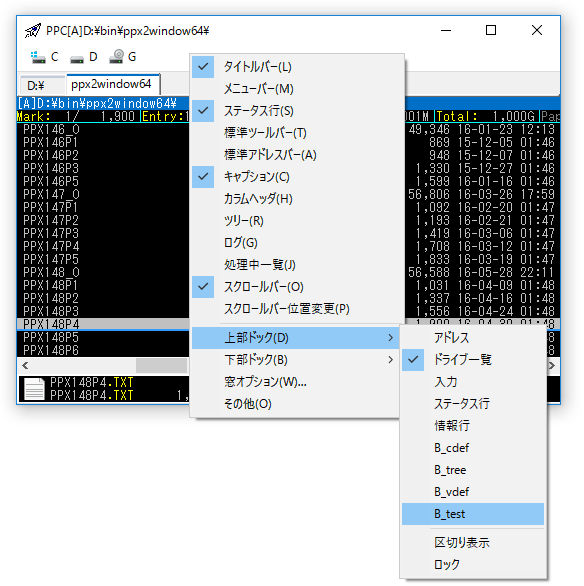 PPC[A]D:¥bin¥ppx2window64¥
C D G
D:¥ ppx2window64
[A]D:¥bin¥ppx2window64¥
Mark: 1/ 1,900 Entry:
01M Total: 1,000G Pap
PPX146_O 49,346 16-01-23 12:13
PPX146P1 869 15-12-05 01:46
PPX146P2 948 15-12-07 01:46
PPX146P3 1,330 15-12-27 01:46
PPX146P5 1,599 16-01-16 01:46
PPX147_O 56,806 16-03-26 17:59
PPX147P1 1,092 16-02-20 01:47
PPX147P2 1,193 16-02-21 01:47
PPX147P3 1,419 16-03-06 01:47
PPX147P4 1,708 16-03-12 01:47
PPX147P5 1,833 16-03-19 01:47
PPX148_O 56,588 16-05-28 22:11
PPX148P1 1,031 16-04-09 01:48
PPX148P2 1,337 16-04-16 01:48
PPX148P3 1,556 16-04-24 01:48
PPX148P4 1,900 16-04-30 01:48
PPX148P5
PPX148P6
PPX148P4.TXT
PPX148P4.TXT 1,
タイトルバー(L)
メニューバー(M)
ステータス行(S)
標準ツールバー(T)
標準アドレスバー(A)
キャプション(C)
カラムヘッダ(H)
ツリー(R)
ログ(G)
処理中一覧(J)
スクロールバー(O)
スクロールバー位置変更(P)
上部ドック(D)
下部ドック(B)
窓オプション(W)...
その他(O)
アドレス
ドライブ一覧
入力
ステータス行
情報行
B_cdef
B_tree
B_vdef
B_test
区切り表示
ロック